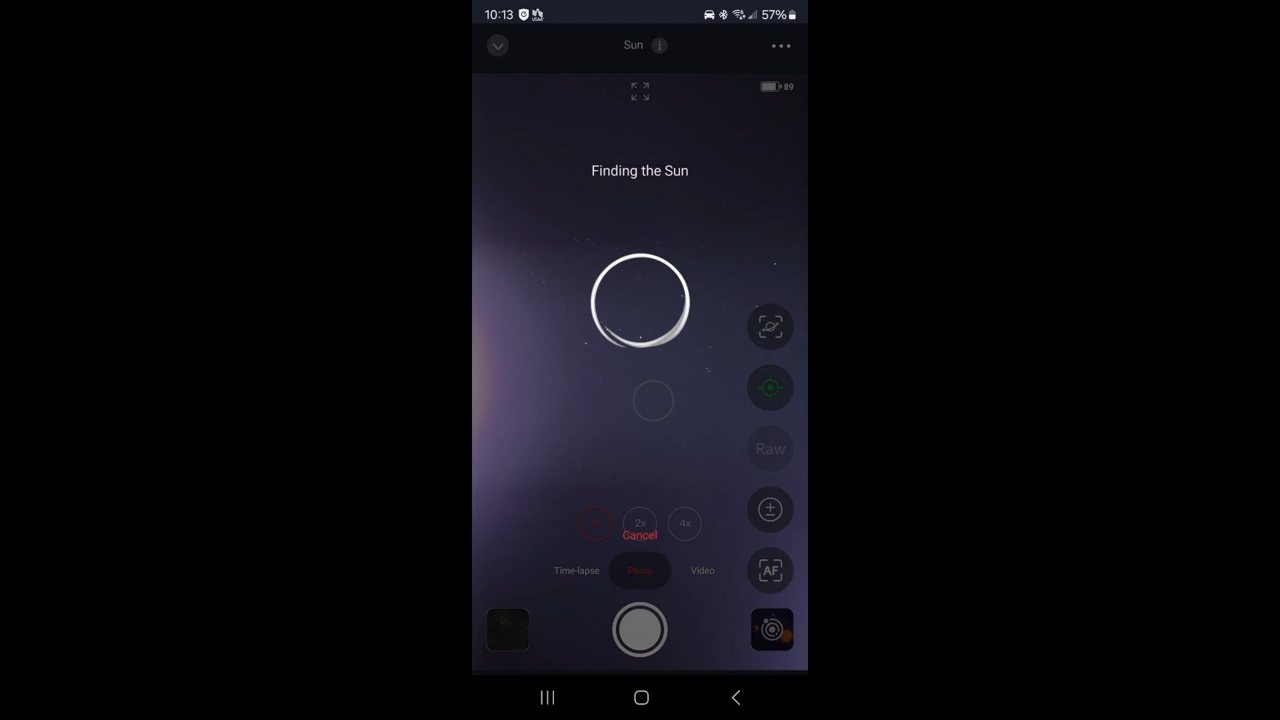 10:13
57%
Sun
89
Finding the Sun
Raw
2x
4x
Cancel
Time-lapse
Photo
Video
AF